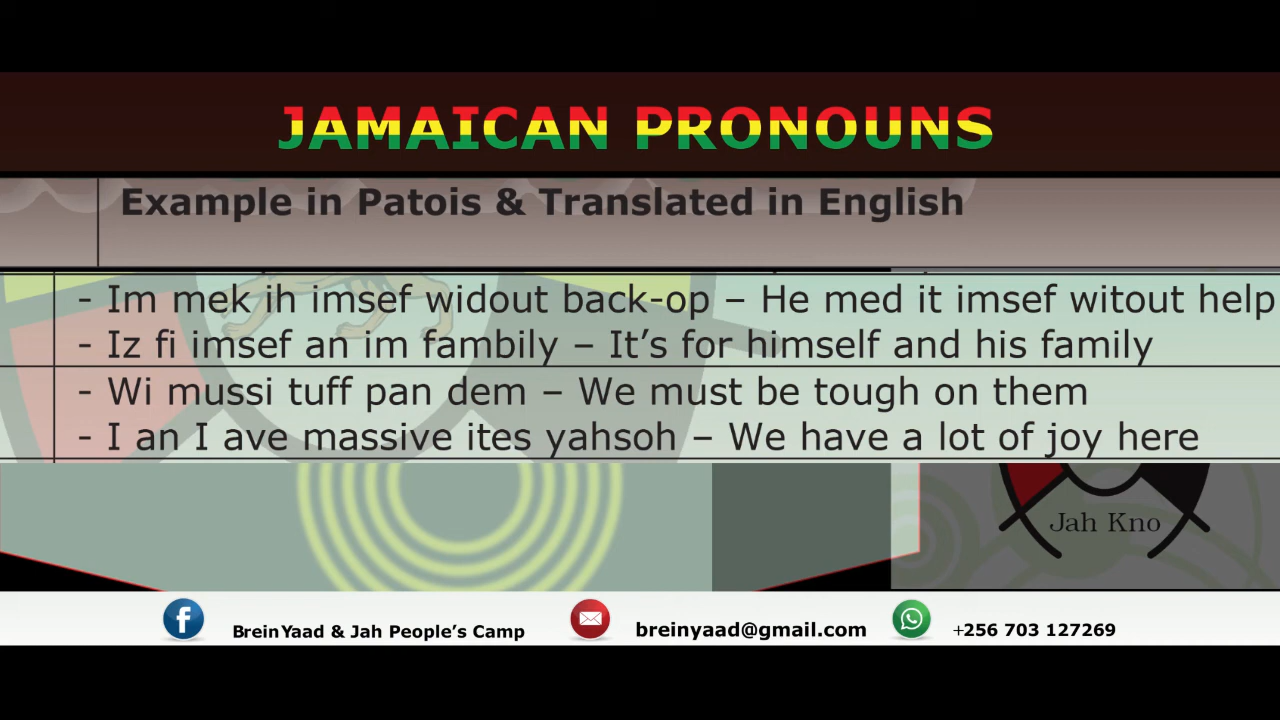 JAMAICAN PRONOUNS
Example in Patois & Translated in English
- Im mek ih imsef widout back-op – He med it imsef witout help
- Iz fi imsef an im fambily – It’s for himself and his family
- Wi mussi tuff pan dem – We must be tough on them
- I an I ave massive ites yahsoh – We have a lot of joy here
Jah Kno
BreinYaad & Jah People’s Camp
breinyaad@gmail.com
+256 703 127269